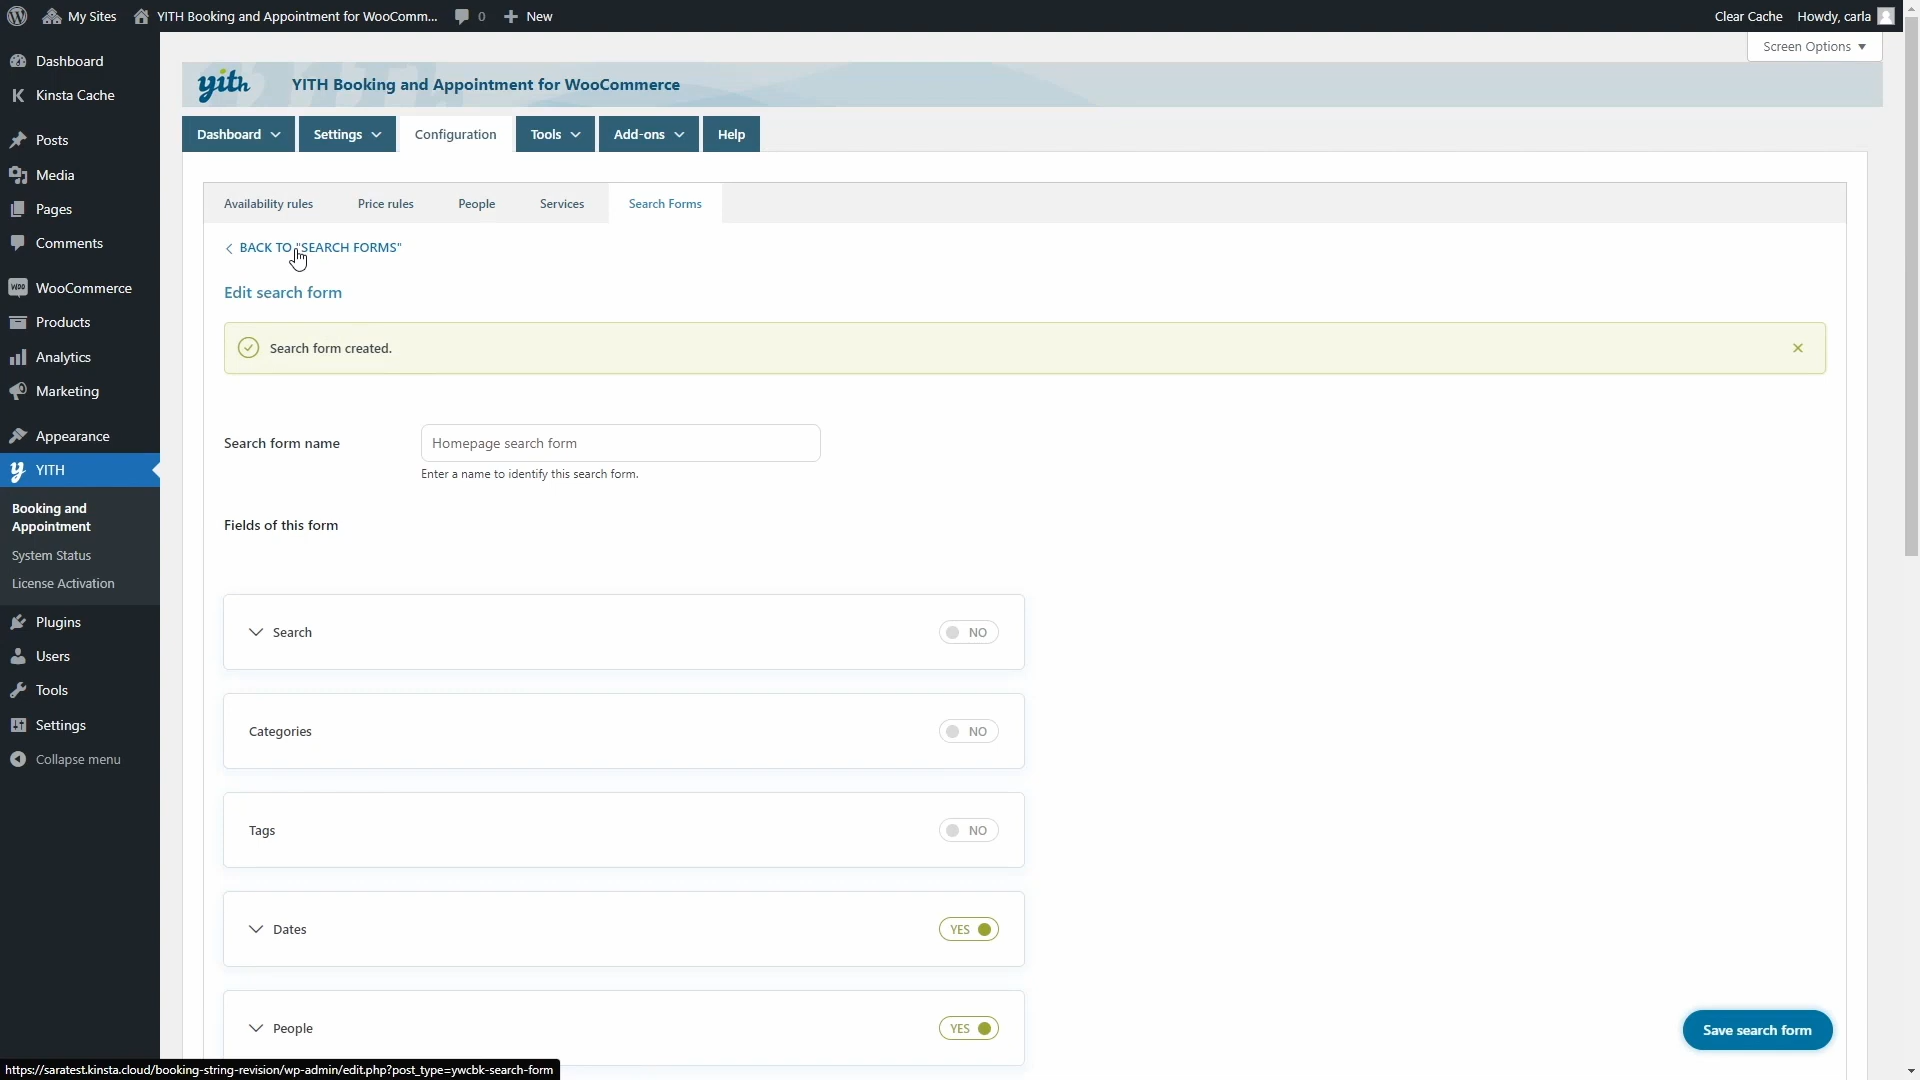 My Sites
YITH Booking and Appointment for WooComm...
0
New
Clear Cache
Howdy, carla
Screen Options
Dashboard
Kinsta Cache
Posts
Media
Pages
Comments
WooCommerce
Products
Analytics
Marketing
Appearance
YITH
Booking and
Appointment
System Status
License Activation
Plugins
Users
Tools
Settings
Collapse menu
yith
YITH Booking and Appointment for WooCommerce
Dashboard
Settings
Configuration
Tools
Add-ons
Help
Availability rules
Price rules
People
Services
Search Forms
< BACK TO "SEARCH FORMS"
Edit search form
Search form created.
Search form name
Homepage search form
Enter a name to identify this search form.
Fields of this form
Search
NO
Categories
NO
Tags
NO
Dates
YES
People
YES
Save search form
https://saratest.kinsta.cloud/booking-string-revision/wp-admin/edit.php?post_type=ywcbk-search-form